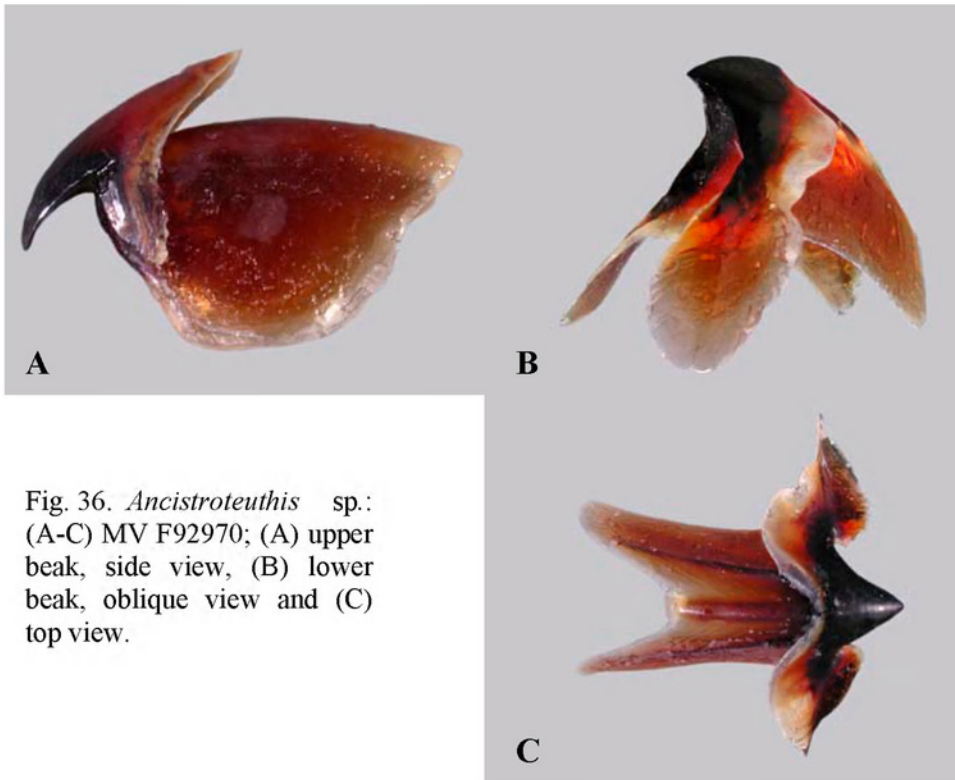 A
B
Fig. 36. Ancistroteuthis sp.:
(A-C) MV F92970; (A) upper
beak, side view, (B) lower
beak, oblique view and (C)
top view.
C